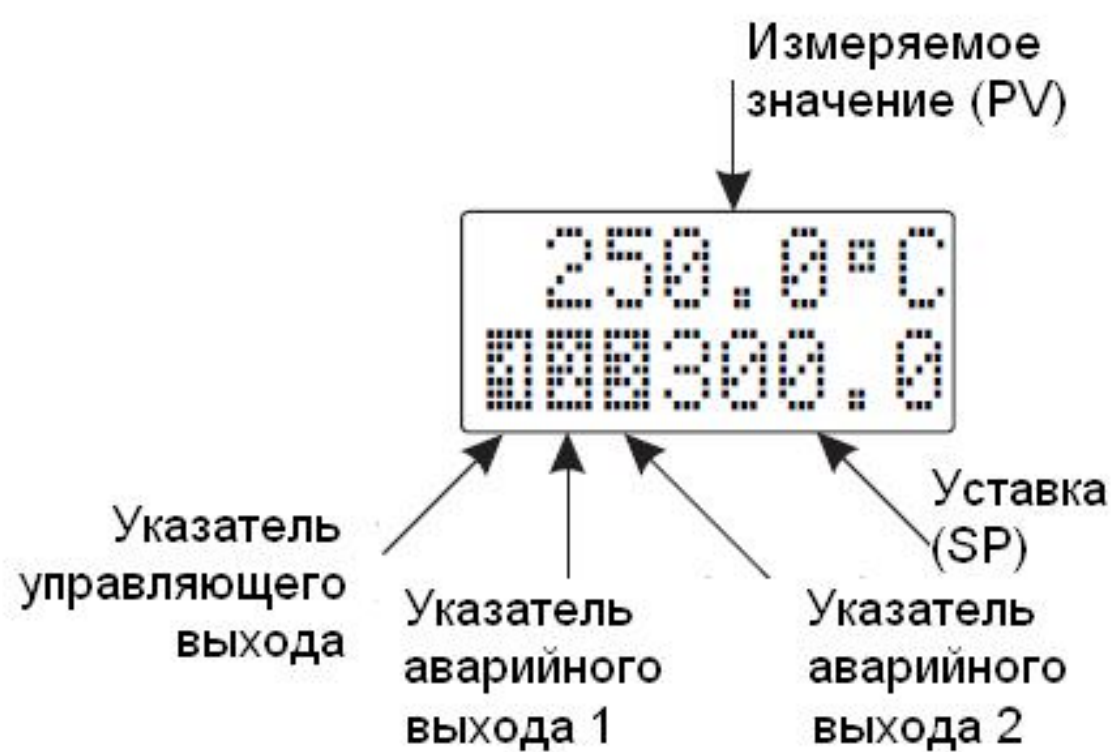 Измеряемое
значение (PV)
250.0°C
300.0
Уставка
(SP)
Указатель
управляющего
выхода
Указатель
аварийного
выхода 1
Указатель
аварийного
выхода 2